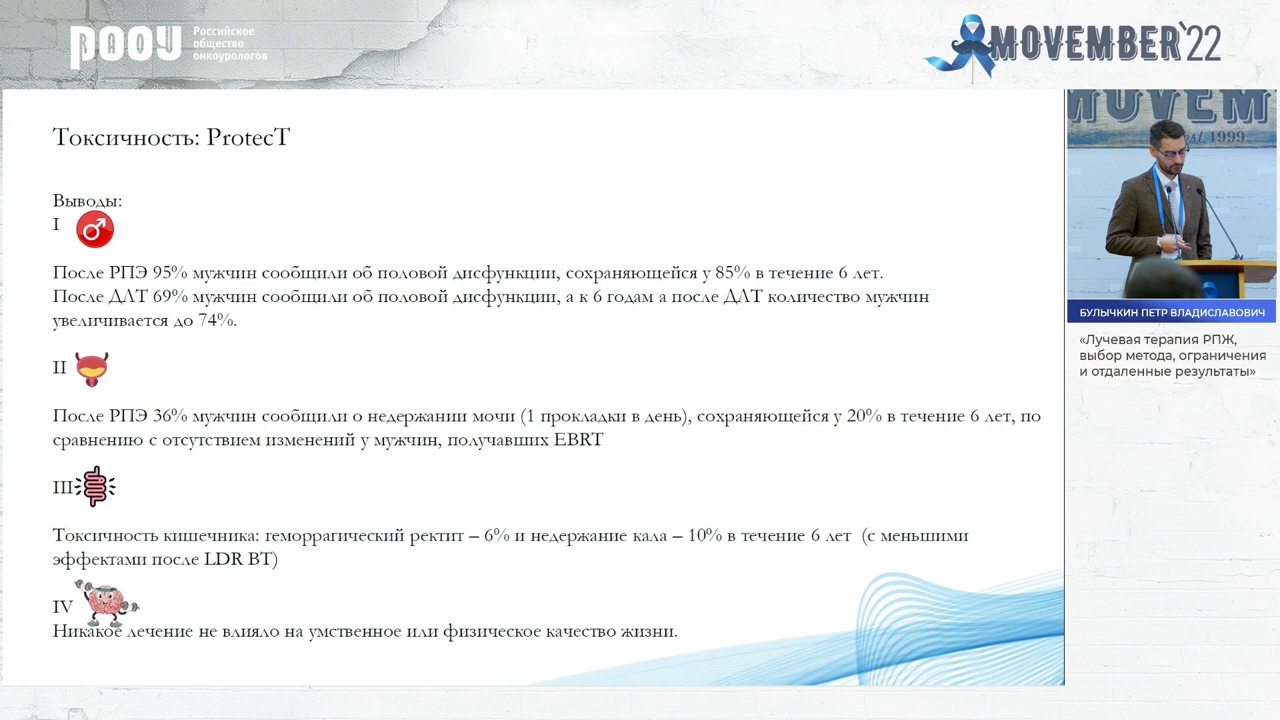 РООУ
Российское
общество
онкоурологов
MOVEMBER'22
Токсичность: ProtecT
Выводы:
I
После РПЭ 95% мужчин сообщили об половой дисфункции, сохраняющейся у 85% в течение 6 лет.
После ДЛТ 69% мужчин сообщили об половой дисфункции, а к 6 годам а после ДЛТ количество мужчин
увеличивается до 74%.
II
После РПЭ 36% мужчин сообщили о недержании мочи (1 прокладки в день), сохраняющейся у 20% в течение 6 лет, по
сравнению с отсутствием изменений у мужчин, получавших EBRT
III
Токсичность кишечника: геморрагический ректит – 6% и недержание кала – 10% в течение 6 лет (с меньшими
эффектами после LDR BT)
IV
Никакое лечение не влияло на умственное или физическое качество жизни.
MOVEM
1999
БУЛЫЧКИН ПЕТР ВЛАДИСЛАВОВИЧ
«Лучевая терапия РПЖ,
выбор метода, ограничения
и отдаленные результаты»